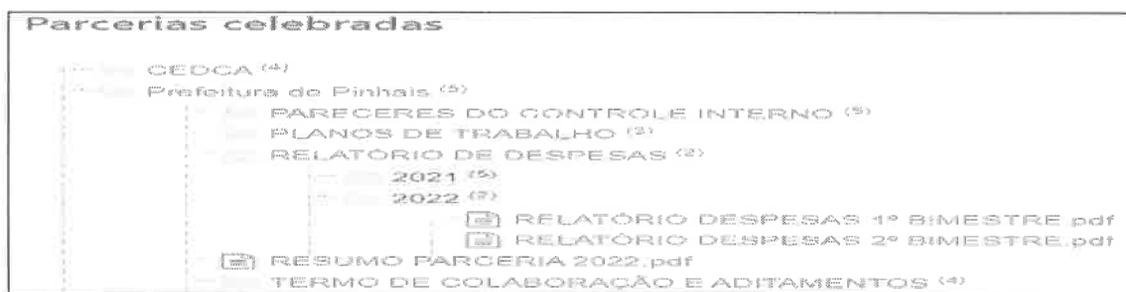 Parcerias celebradas
CEDCA (4)
Prefeitura de Pinhais (5)
PARECERES DO CONTROLE INTERNO (5)
PLANOS DE TRABALHO (2)
RELATÓRIO DE DESPESAS (2)
2021 (5)
2022 (2)
RELATÓRIO DESPESAS 1º BIMESTRE.pdf
RELATÓRIO DESPESAS 2º BIMESTRE.pdf
RESUMO PARCERIA 2022.pdf
TERMO DE COLABORAÇÃO E ADITAMENTOS (4)